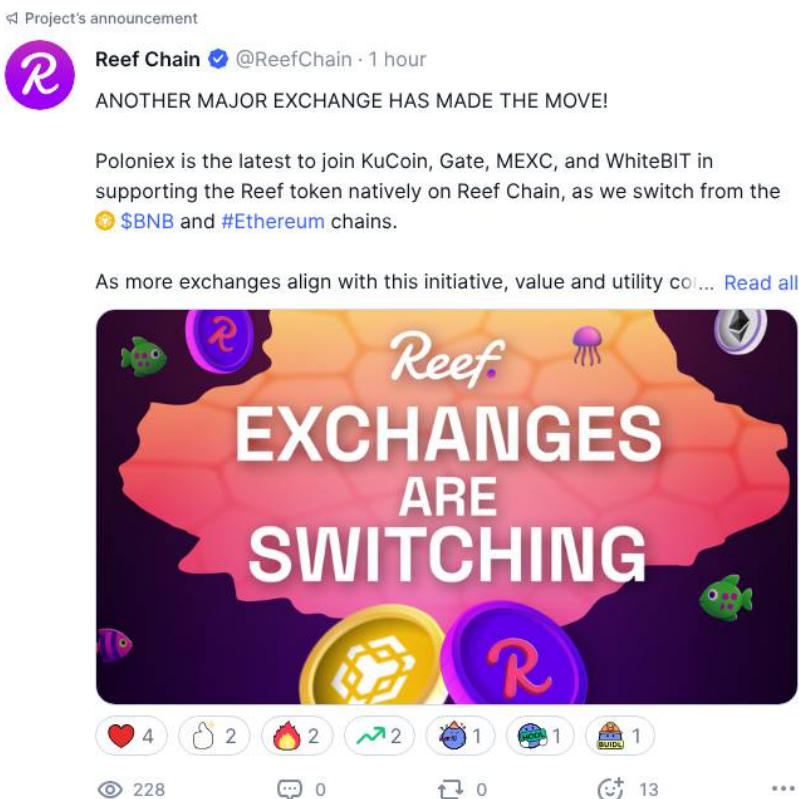 Project's announcement
Reef Chain @ReefChain · 1 hour
ANOTHER MAJOR EXCHANGE HAS MADE THE MOVE!
Poloniex is the latest to join KuCoin, Gate, MEXC, and WhiteBIT in
supporting the Reef token natively on Reef Chain, as we switch from the
$BNB and #Ethereum chains.
As more exchanges align with this initiative, value and utility co... Read all
Reef.
EXCHANGES
ARE
SWITCHING
4 2 2 2 1 HODL 1 BUIDL 1
228 0 0 13